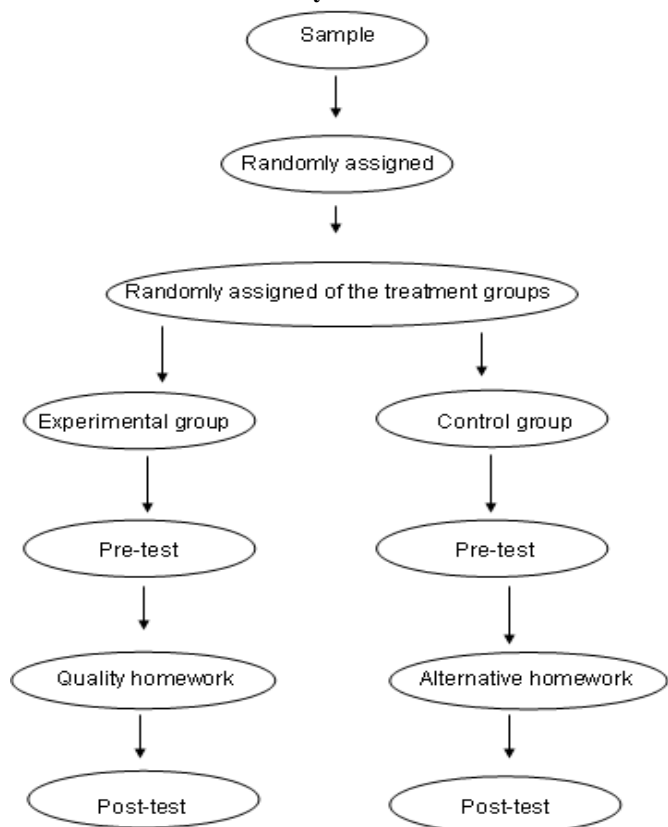 Sample
Randomly assigned
Randomly assigned of the treatment groups
Experimental group
Control group
Pre-test
Pre-test
Quality homework
Alternative homework
Post-test
Post-test